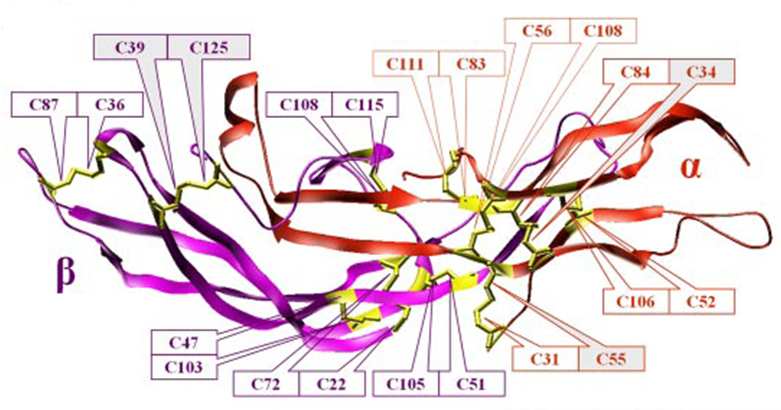 C56 C108
C39 C125
C111 C83
C84 C34
C87 C36
C108 C115
α
β
C106 C52
C47
C103
C31 C55
C72 C22
C105 C51